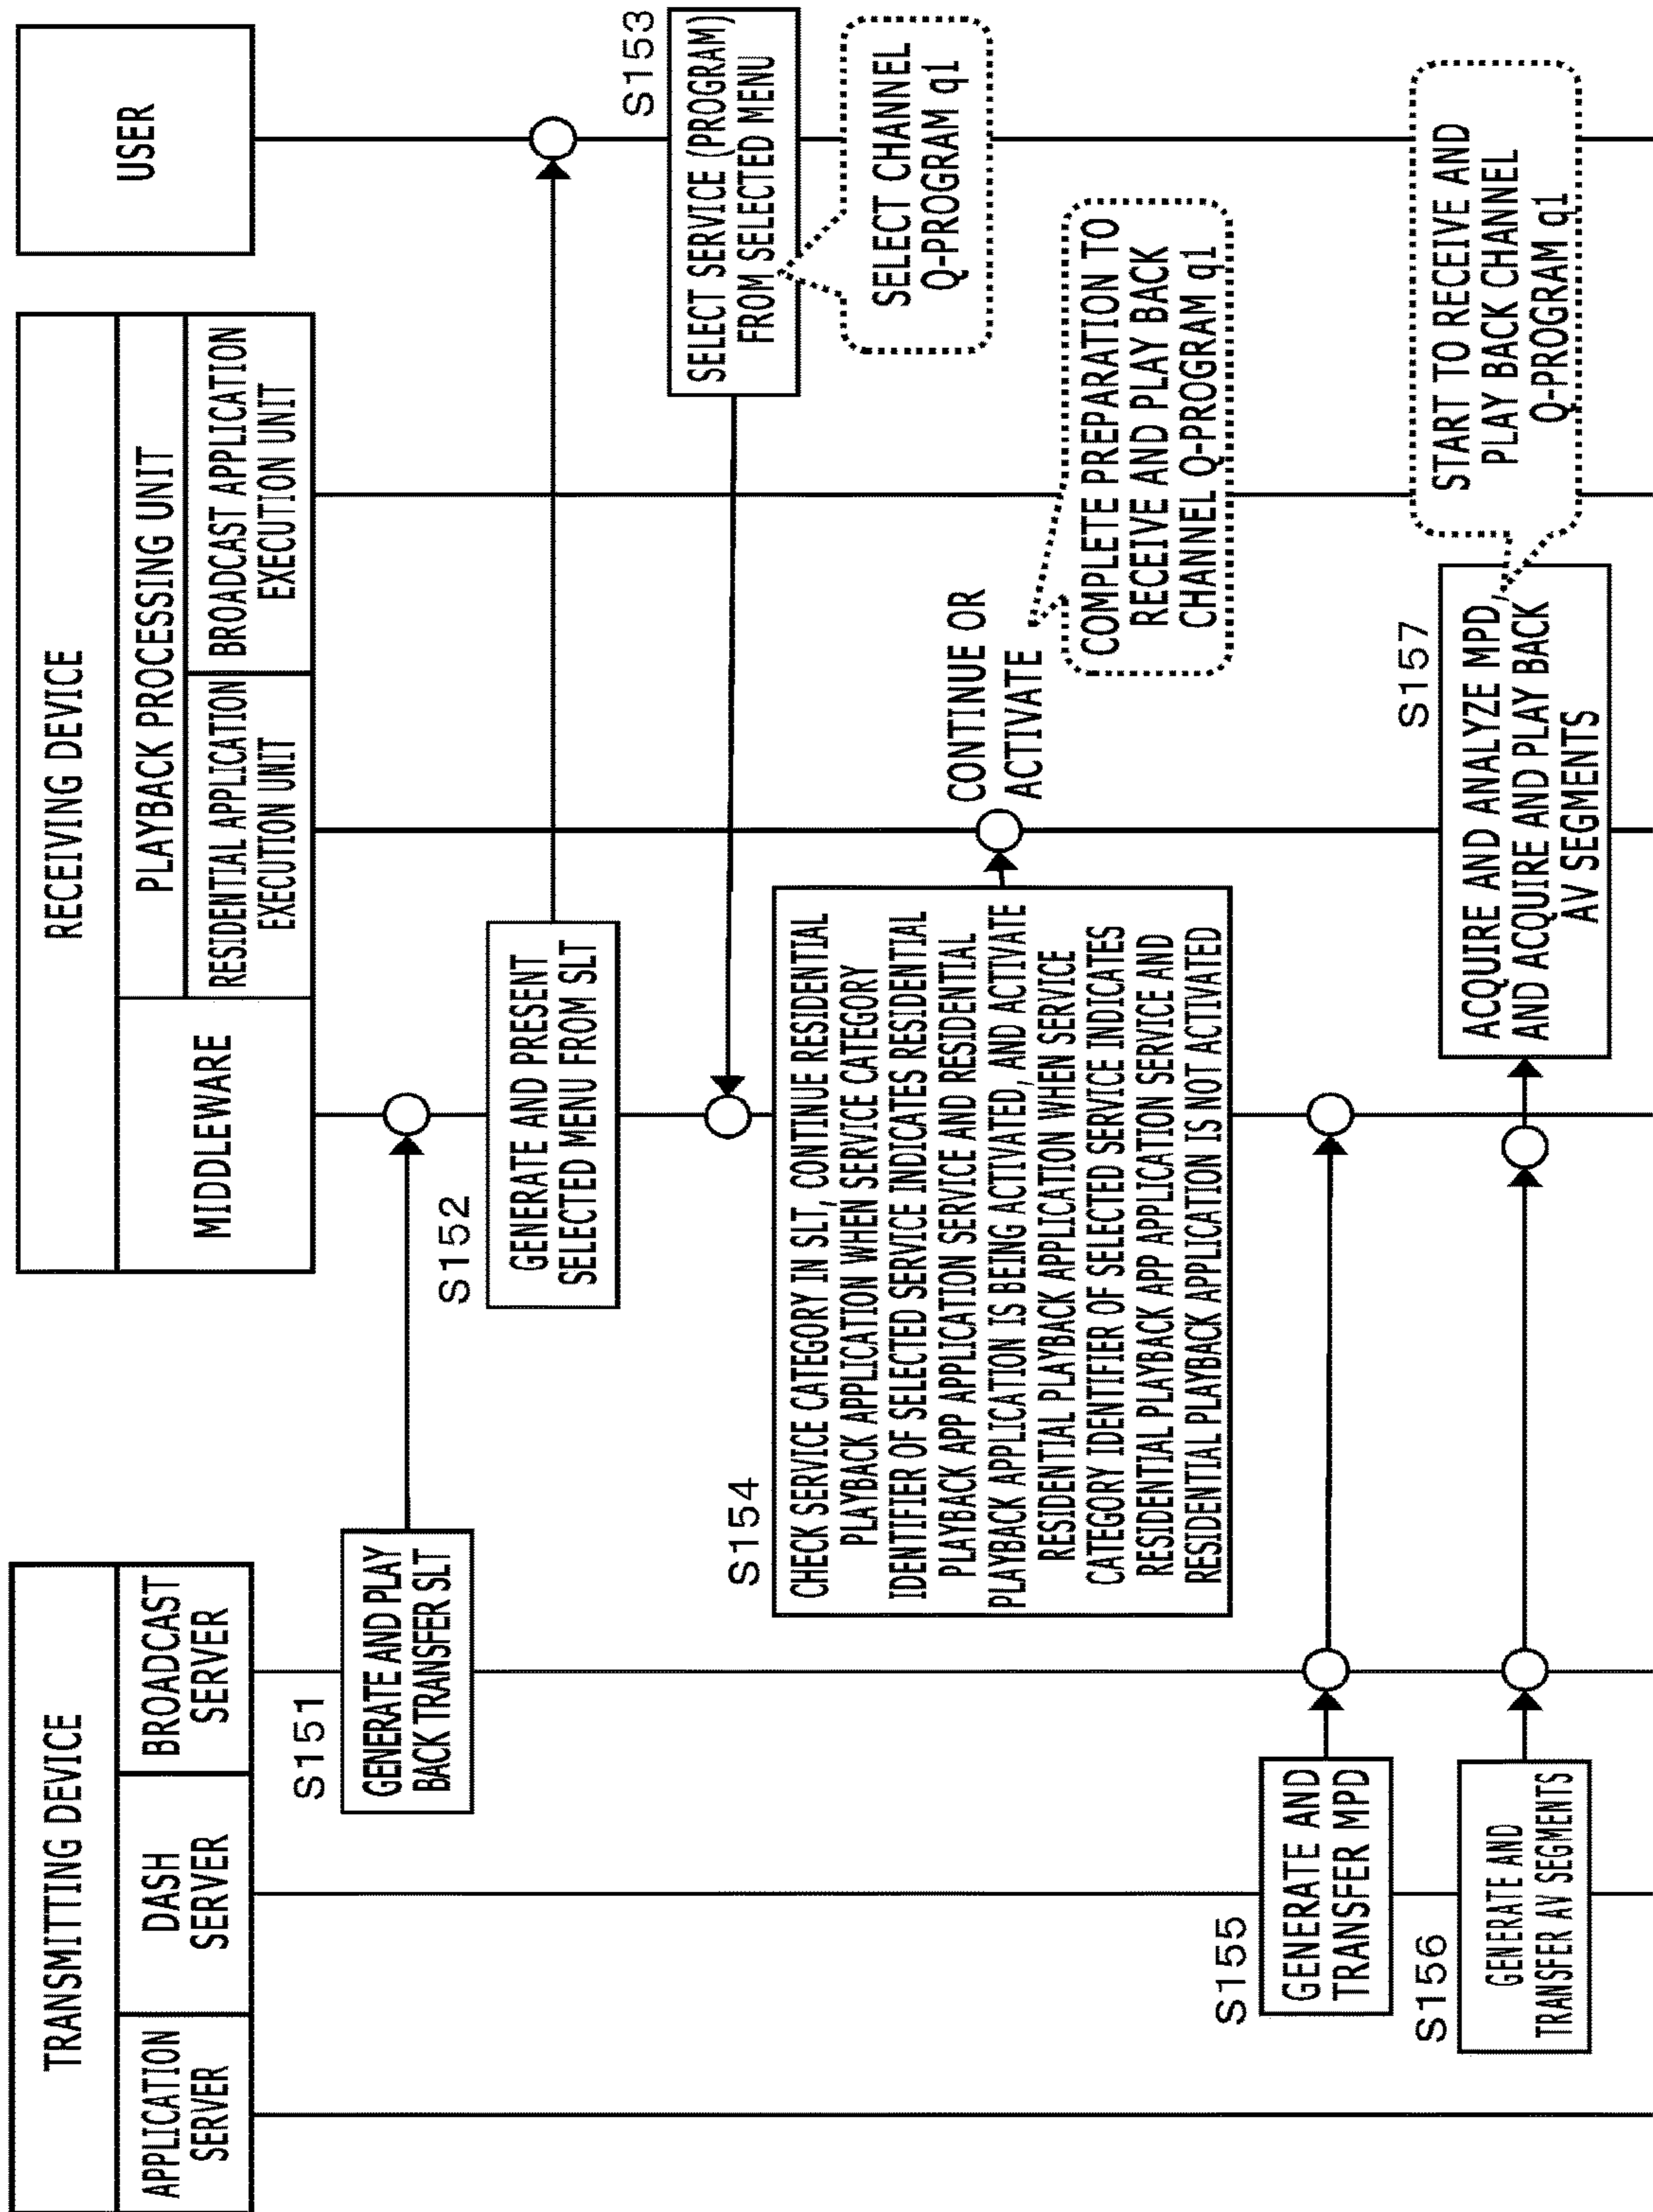 TRANSMITTING DEVICE
APPLICATION
SERVER
DASH
SERVER
BROADCAST
SERVER
RECEIVING DEVICE
MIDDLEWARE
PLAYBACK PROCESSING UNIT
RESIDENTIAL APPLICATION
EXECUTION UNIT
BROADCAST APPLICATION
EXECUTION UNIT
USER
S151
GENERATE AND PLAY
BACK TRANSFER SLT
S152
GENERATE AND PRESENT
SELECTED MENU FROM SLT
S153
SELECT SERVICE (PROGRAM)
FROM SELECTED MENU
SELECT CHANNEL
Q-PROGRAM q1
S154
CHECK SERVICE CATEGORY IN SLT, CONTINUE RESIDENTIAL
PLAYBACK APPLICATION WHEN SERVICE CATEGORY
IDENTIFIER OF SELECTED SERVICE INDICATES RESIDENTIAL
PLAYBACK APP APPLICATION SERVICE AND RESIDENTIAL
PLAYBACK APPLICATION IS BEING ACTIVATED, AND ACTIVATE
RESIDENTIAL PLAYBACK APPLICATION WHEN SERVICE
CATEGORY IDENTIFIER OF SELECTED SERVICE INDICATES
RESIDENTIAL PLAYBACK APP APPLICATION SERVICE AND
RESIDENTIAL PLAYBACK APPLICATION IS NOT ACTIVATED
CONTINUE OR
ACTIVATE
COMPLETE PREPARATION TO
RECEIVE AND PLAY BACK
CHANNEL Q-PROGRAM q1
S155
GENERATE AND
TRANSFER MPD
S156
GENERATE AND
TRANSFER AV SEGMENTS
S157
ACQUIRE AND ANALYZE MPD,
AND ACQUIRE AND PLAY BACK
AV SEGMENTS
START TO RECEIVE AND
PLAY BACK CHANNEL
Q-PROGRAM q1